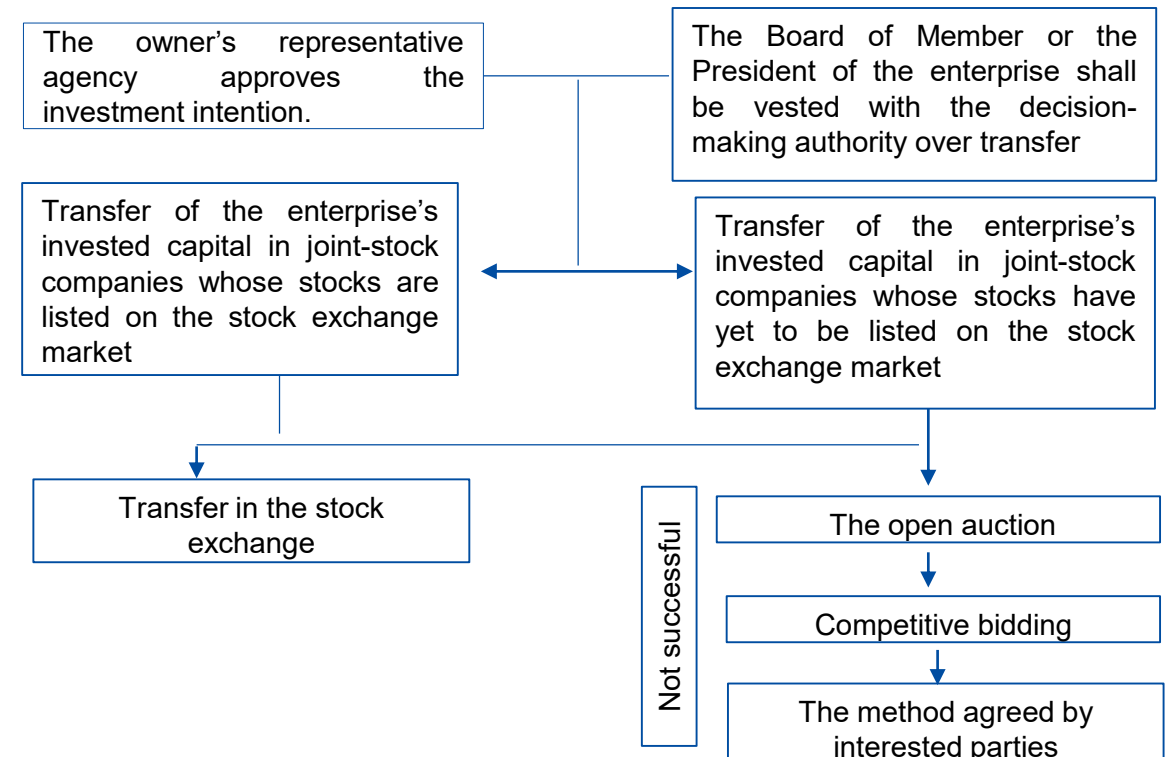 The owner's representative
agency approves the
investment intention.
The Board of Member or the
President of the enterprise shall
be vested with the decision-
making authority over transfer
Transfer of the enterprise's
invested capital in joint-stock
companies whose stocks are
listed on the stock exchange
market
Transfer of the enterprise's
invested capital in joint-stock
companies whose stocks have
yet to be listed on the stock
exchange market
Transfer in the stock
exchange
Not successful
The open auction
Competitive bidding
The method agreed by
interested parties